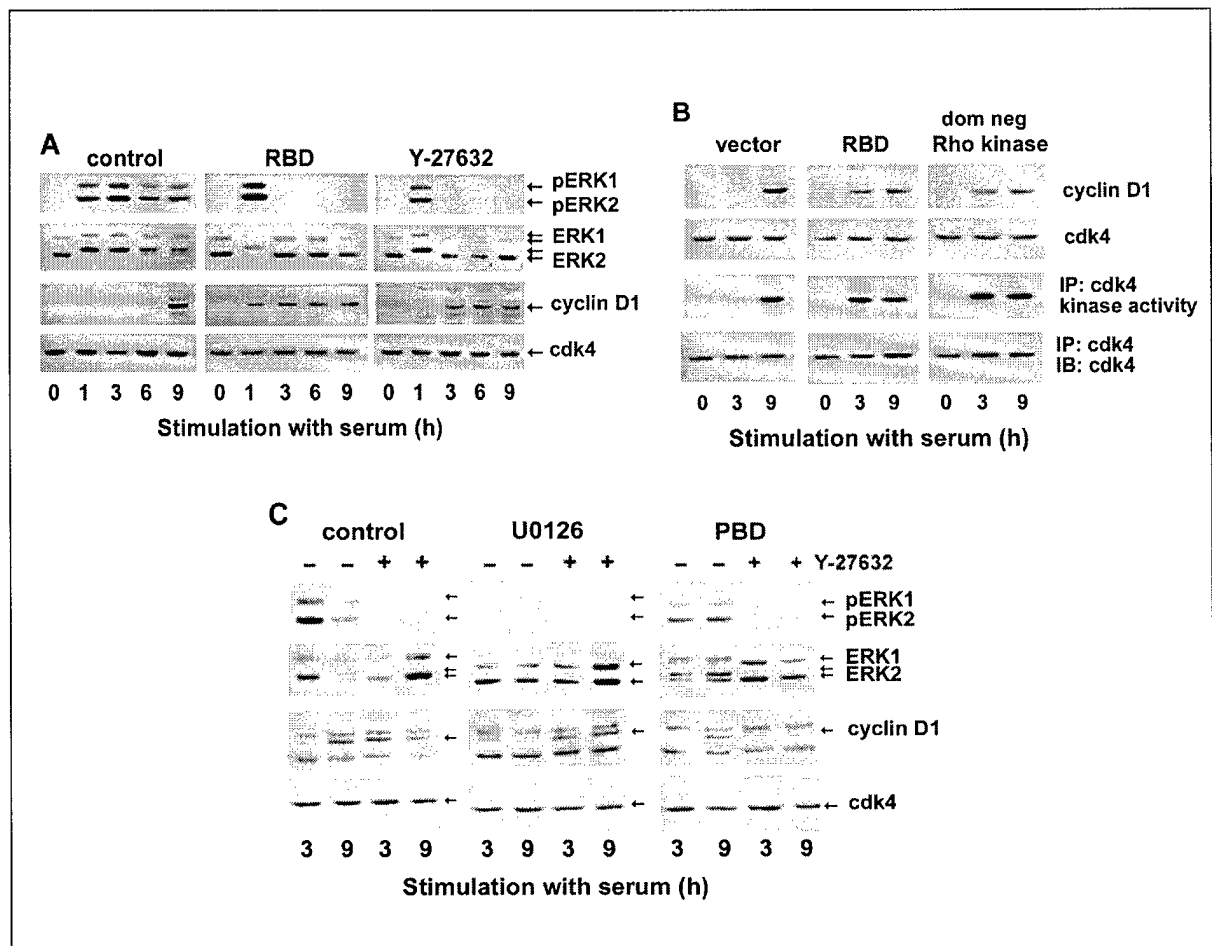 A
control RBD Y-27632
← pERK1
← pERK2
← ERK1
← ERK2
← cyclin D1
← cdk4
0 1 3 6 9 0 1 3 6 9 0 1 3 6 9
Stimulation with serum (h)
B
vector RBD dom neg Rho kinase
cyclin D1
cdk4
IP: cdk4
kinase activity
IP: cdk4
IB: cdk4
0 3 9 0 3 9 0 3 9
Stimulation with serum (h)
C
control U0126 PBD
– – + + – – + + – – + + Y-27632
← pERK1
← pERK2
← ERK1
← ERK2
← cyclin D1
← cdk4
3 9 3 9 3 9 3 9 3 9 3 9
Stimulation with serum (h)